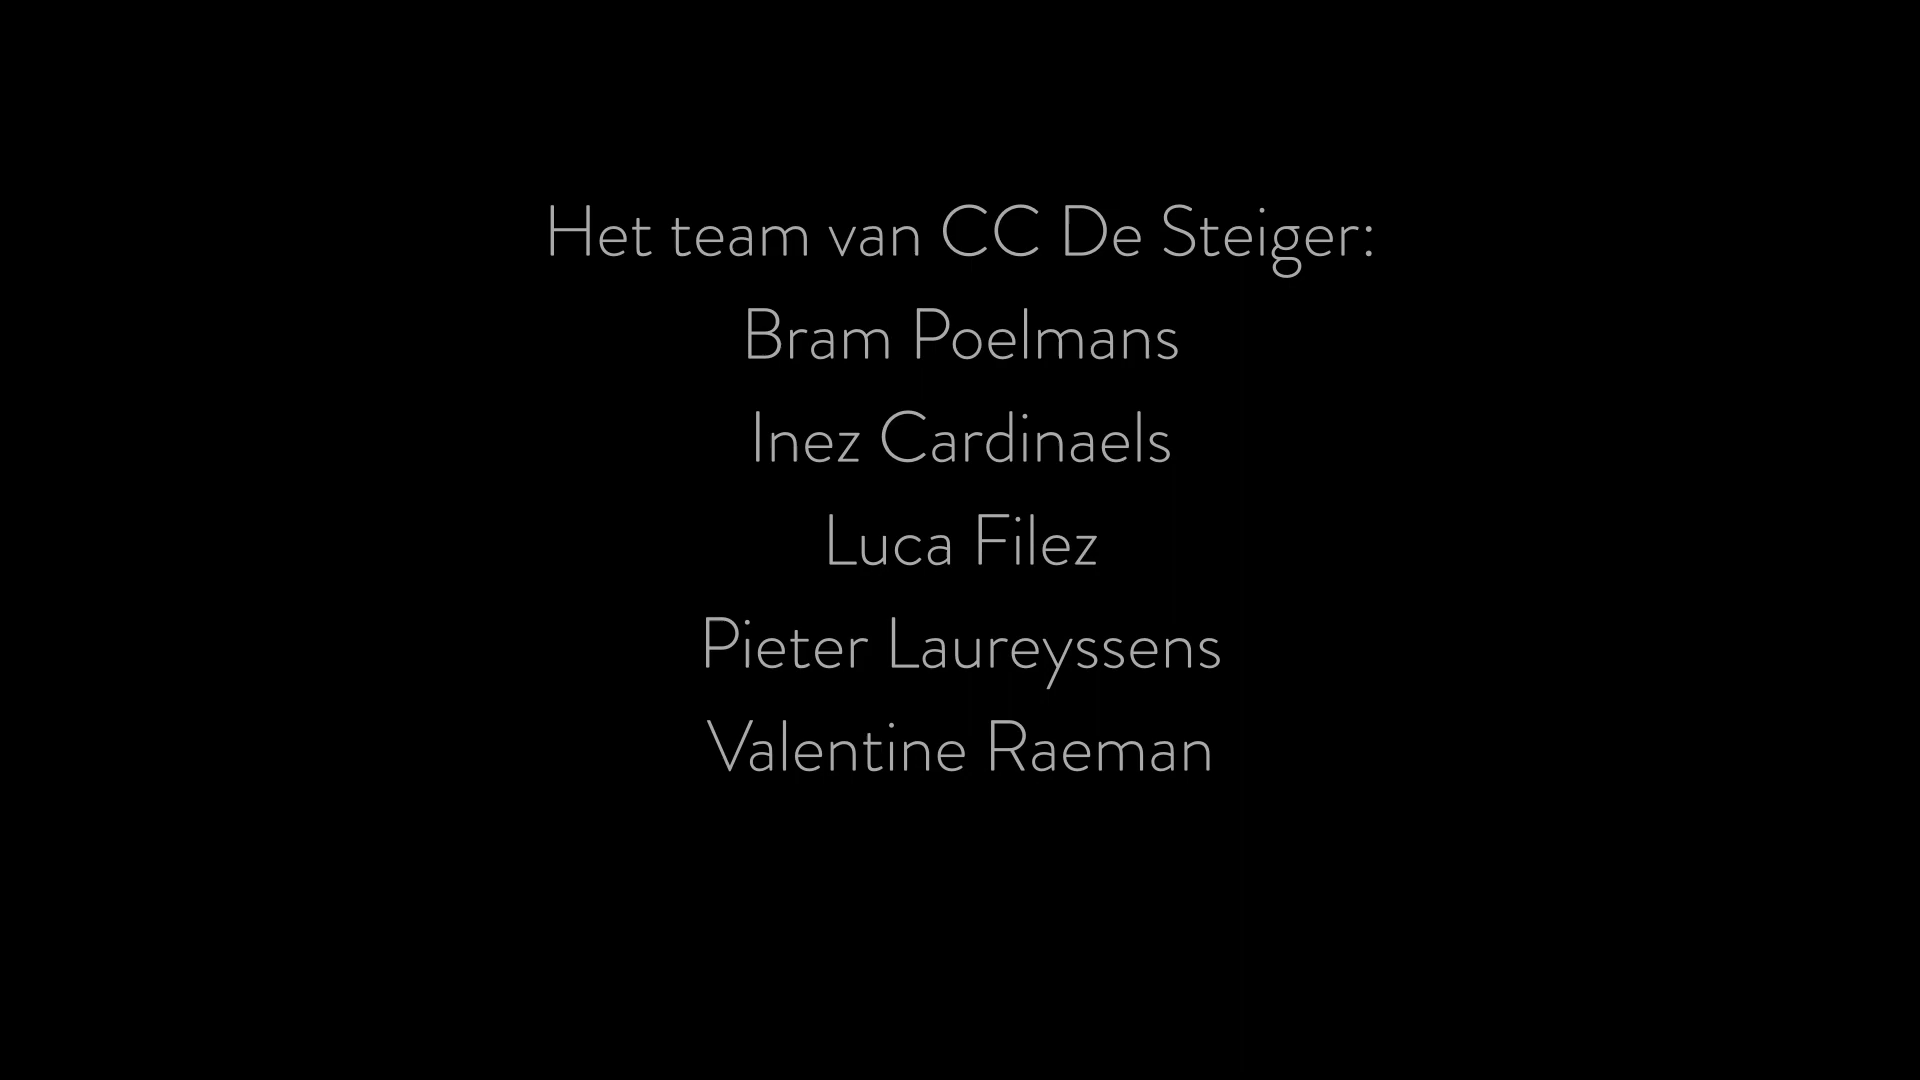 Het team van CC De Steiger:
Bram Poelmans
Inez Cardinaels
Luca Filez
Pieter Laureyssens
Valentine Raeman